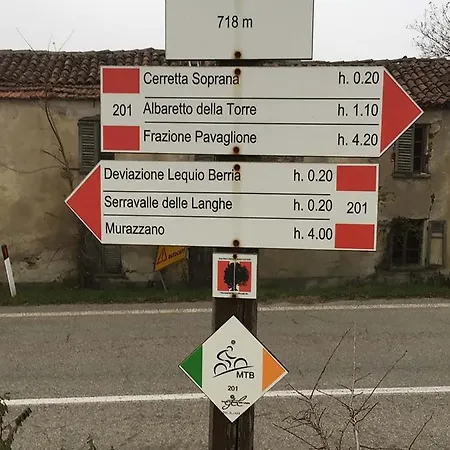 718 m
201
Cerretta Soprana h. 0.20
Albaretto della Torre h. 1.10
Frazione Pavaglione h. 4.20
Deviazione Lequio Berria h. 0.20
Serravalle delle Langhe h. 0.20
Murazzano h. 4.00
201
MTB
201